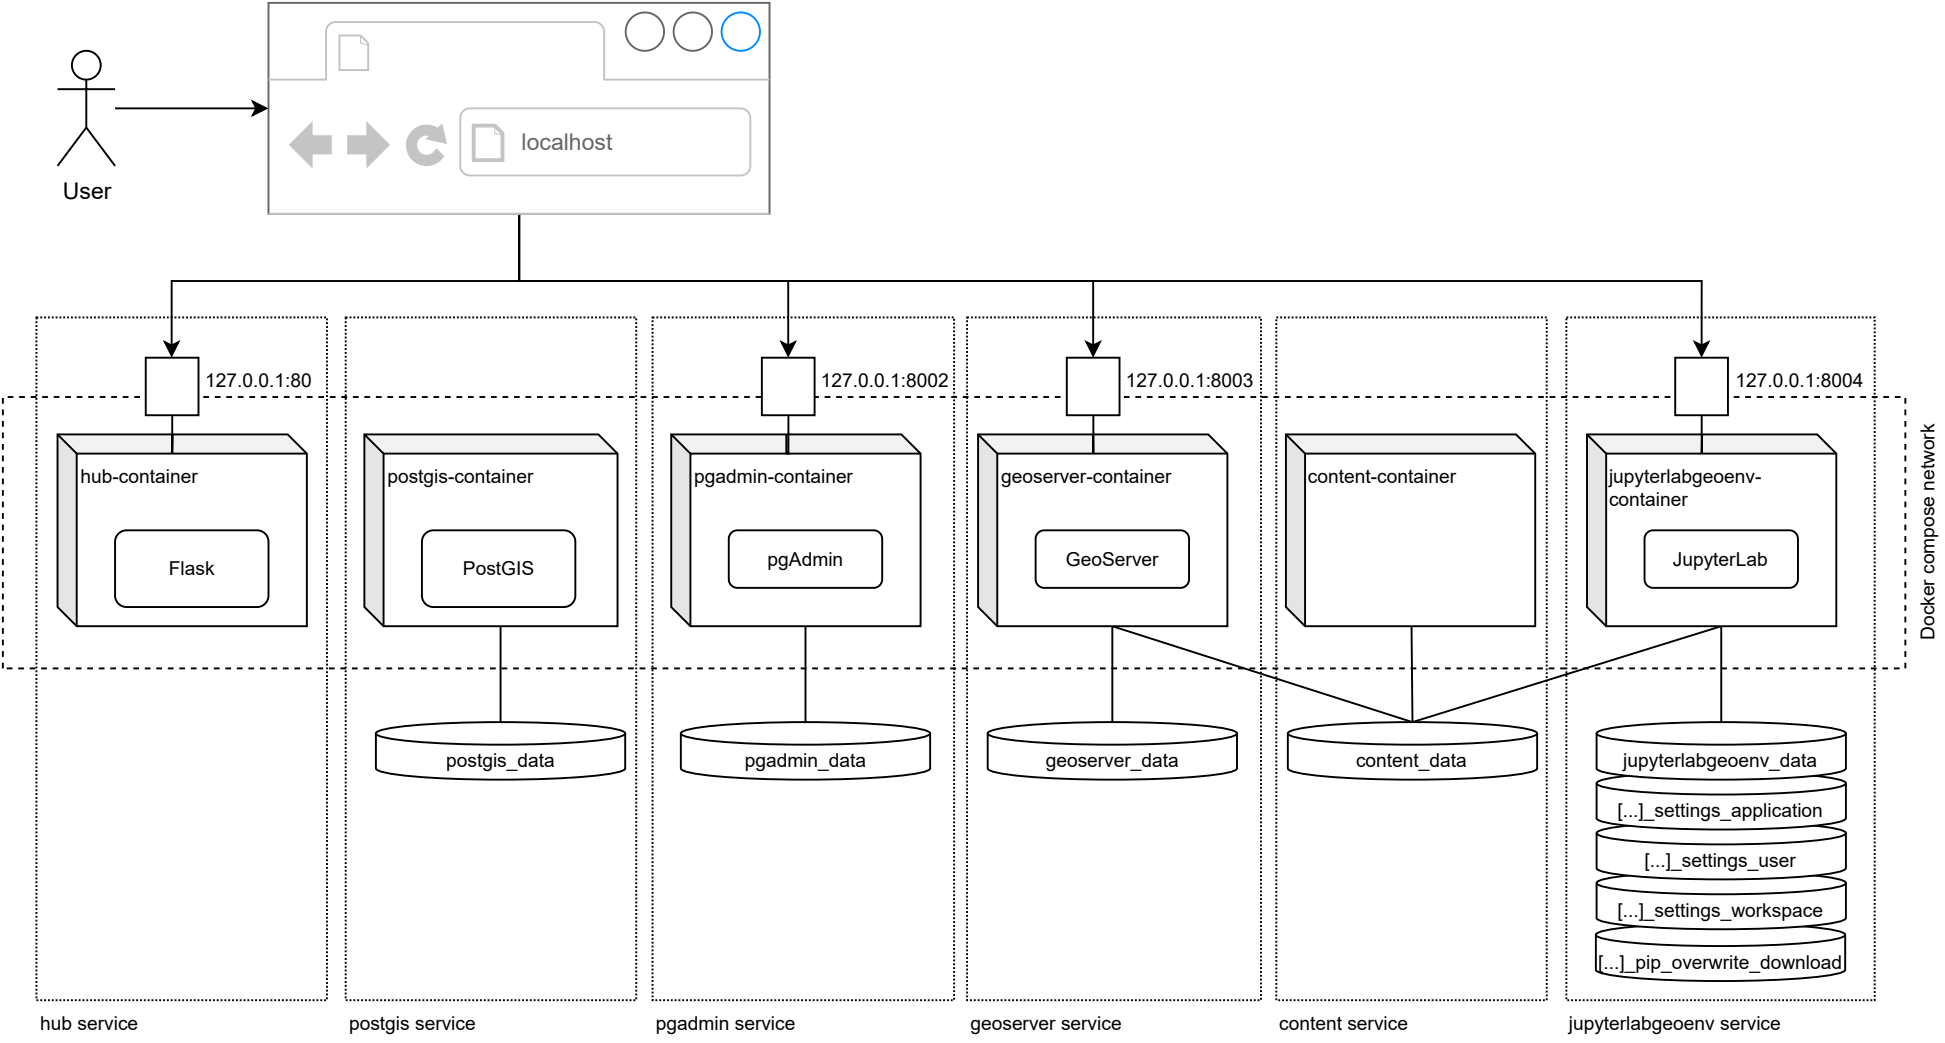 localhost
User
127.0.0.1:80
127.0.0.1:8002
127.0.0.1:8003
127.0.0.1:8004
hub-container
postgis-container
pgadmin-container
geoserver-container
content-container
jupyterlabgeoenv-
container
Flask
PostGIS
pgAdmin
GeoServer
JupyterLab
Docker compose network
postgis_data
pgadmin_data
geoserver_data
content_data
jupyterlabgeoenv_data
[...]_settings_application
[...]_settings_user
[...]_settings_workspace
[...]_pip_overwrite_download
hub service
postgis service
pgadmin service
geoserver service
content service
jupyterlabgeoenv service